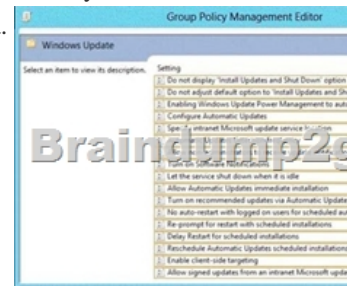 Group Policy Management Editor
Windows Update
Select an item to view its description.
Setting
Do not display 'Install Updates and Shut Down' option
Do not adjust default option to 'Install Updates and Sh
Enabling Windows Update Power Management to auto
Configure Automatic Updates
Specify intranet Microsoft update service location
Braindump2g
Turn on Software Notifications
Let the service shut down when it is idle
Allow Automatic Updates immediate installation
Turn on recommended updates via Automatic Update
No auto-restart with logged on users for scheduled aut
Re-prompt for restart with scheduled installations
Delay Restart for scheduled installations
Reschedule Automatic Updates scheduled installations
Enable client-side targeting
Allow signed updates from an intranet Microsoft upda